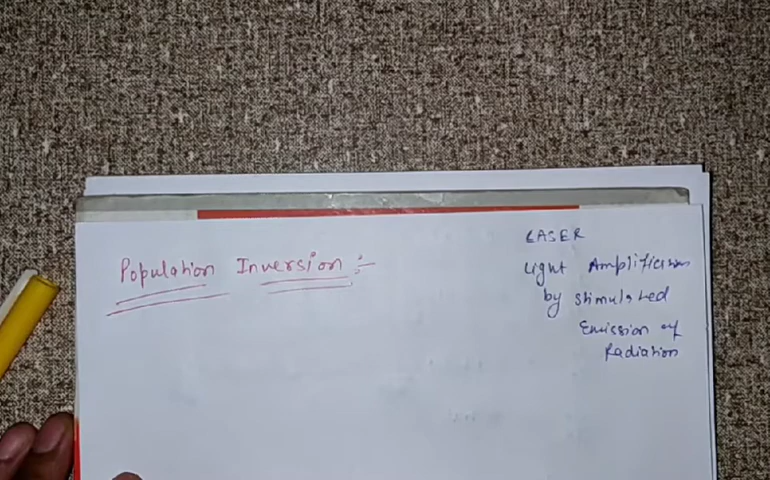 Population Inversion :-
LASER
Light Amplification
by stimulated
Emission of
Radiation